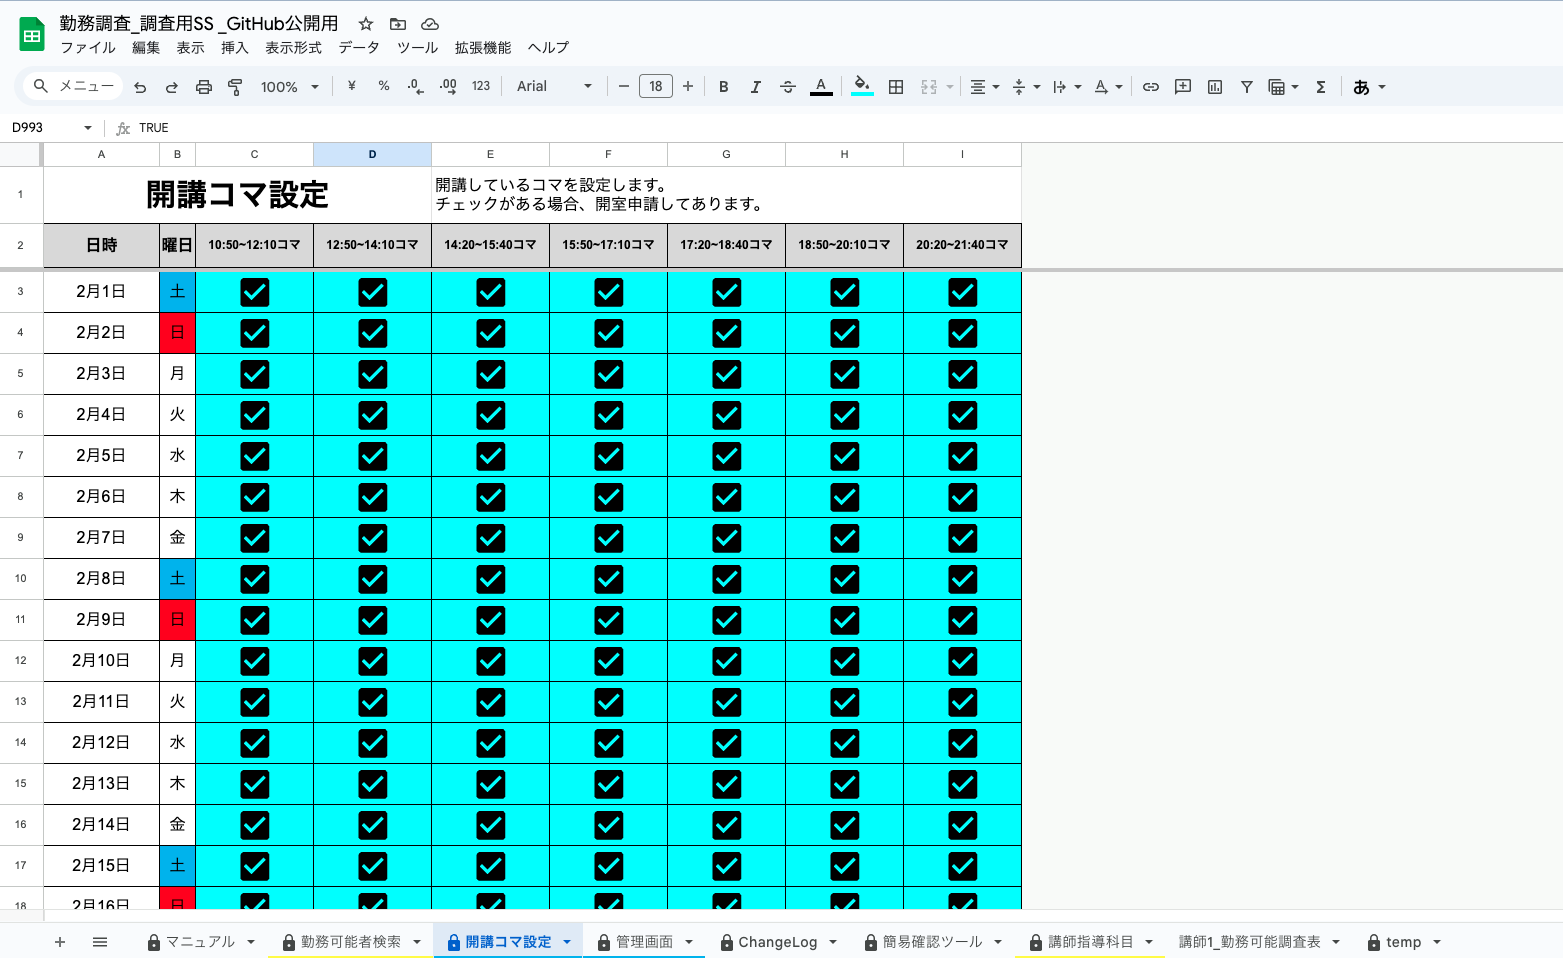 勤務調査_調査用SS _GitHub公開用
ファイル 編集 表示 挿入 表示形式 データ ツール 拡張機能 ヘルプ
メニュー 100% ¥ % .0 .00 123 Arial 18 B I S A Σ あ
D993 fx TRUE
A B C D E F G H I
1 開講コマ設定 開講しているコマを設定します。
チェックがある場合、開室申請してあります。
2 日時 曜日 10:50~12:10コマ 12:50~14:10コマ 14:20~15:40コマ 15:50~17:10コマ 17:20~18:40コマ 18:50~20:10コマ 20:20~21:40コマ
3 2月1日 土
4 2月2日 日
5 2月3日 月
6 2月4日 火
7 2月5日 水
8 2月6日 木
9 2月7日 金
10 2月8日 土
11 2月9日 日
12 2月10日 月
13 2月11日 火
14 2月12日 水
15 2月13日 木
16 2月14日 金
17 2月15日 土
18 2月16日 日
マニュアル 勤務可能者検索 開講コマ設定 管理画面 ChangeLog 簡易確認ツール 講師指導科目 講師1_勤務可能調査表 temp